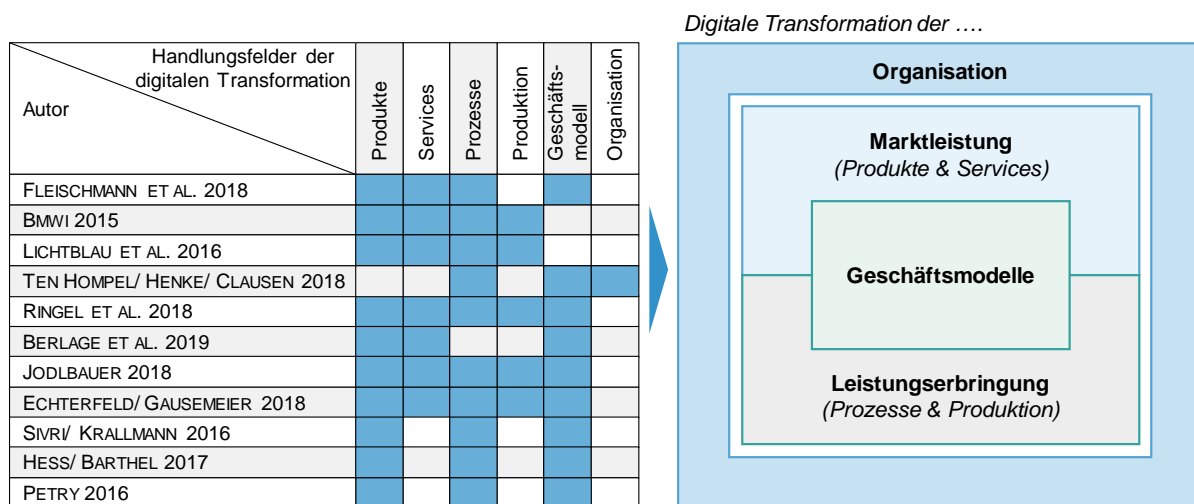 Handlungsfelder der
digitalen Transformation
Autor
Produkte
Services
Prozesse
Produktion
Geschäfts-
modell
Organisation
FLEISCHMANN ET AL. 2018
BMWI 2015
LICHTBLAU ET AL. 2016
TEN HOMPEL/ HENKE/ CLAUSEN 2018
RINGEL ET AL. 2018
BERLAGE ET AL. 2019
JODLBAUER 2018
ECHTERFELD/ GAUSEMEIER 2018
SIVRI/ KRALLMANN 2016
HESS/ BARTHEL 2017
PETRY 2016
Digitale Transformation der ….
Organisation
Marktleistung
(Produkte & Services)
Geschäftsmodelle
Leistungserbringung
(Prozesse & Produktion)